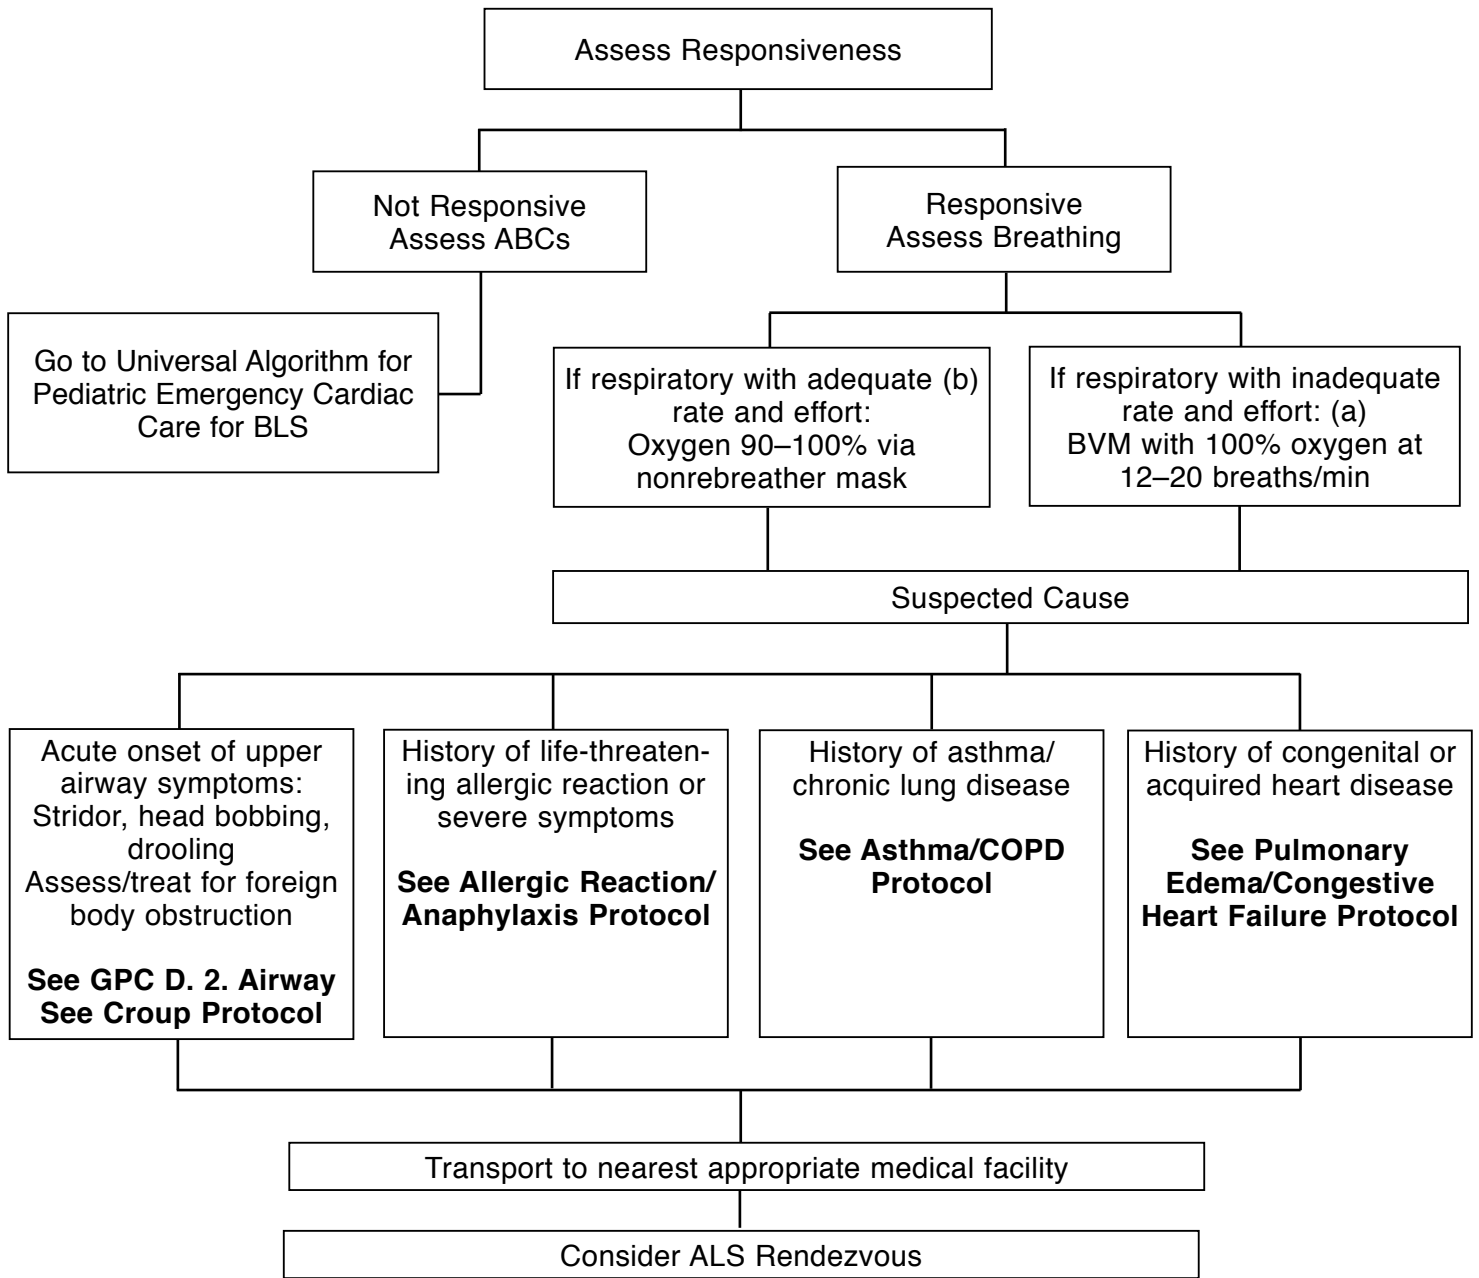 Assess Responsiveness
Not Responsive
Assess ABCs
Responsive
Assess Breathing
Go to Universal Algorithm for
Pediatric Emergency Cardiac
Care for BLS
If respiratory with adequate (b)
rate and effort:
Oxygen 90–100% via
nonrebreather mask
If respiratory with inadequate
rate and effort: (a)
BVM with 100% oxygen at
12–20 breaths/min
Suspected Cause
Acute onset of upper
airway symptoms:
Stridor, head bobbing,
drooling
Assess/treat for foreign
body obstruction
See GPC D. 2. Airway
See Croup Protocol
History of life-threaten-
ing allergic reaction or
severe symptoms
See Allergic Reaction/
Anaphylaxis Protocol
History of asthma/
chronic lung disease
See Asthma/COPD
Protocol
History of congenital or
acquired heart disease
See Pulmonary
Edema/Congestive
Heart Failure Protocol
Transport to nearest appropriate medical facility
Consider ALS Rendezvous